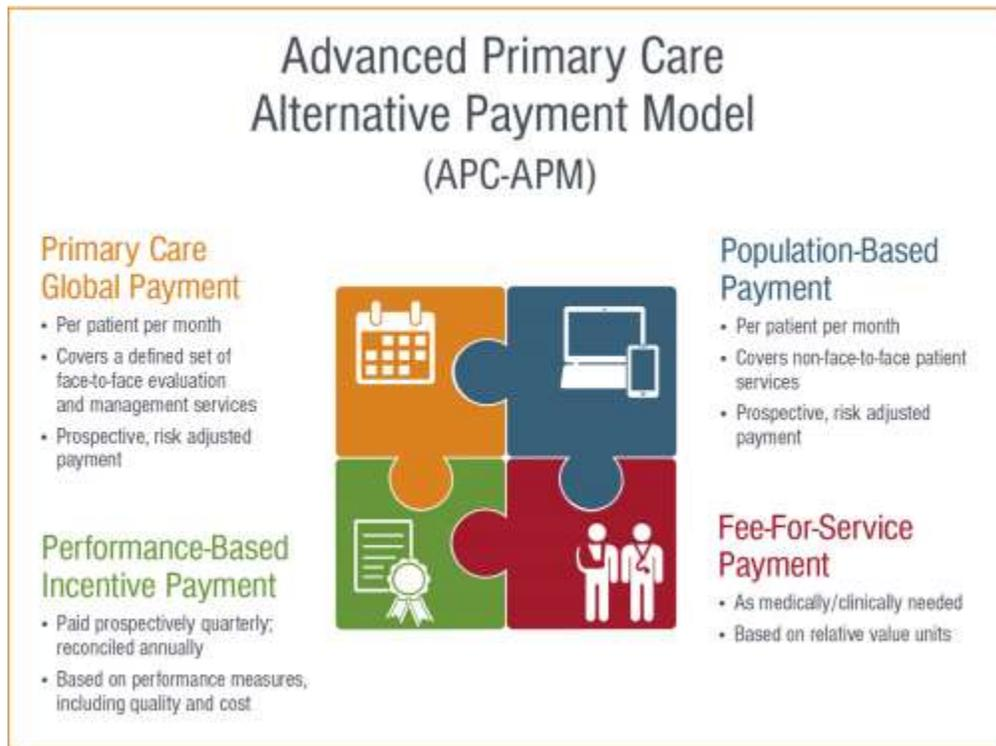 Advanced Primary Care
Alternative Payment Model
(APC-APM)
Primary Care
Global Payment
• Per patient per month
• Covers a defined set of
face-to-face evaluation
and management services
• Prospective, risk adjusted
payment
Population-Based
Payment
• Per patient per month
• Covers non-face-to-face patient
services
• Prospective, risk adjusted
payment
Performance-Based
Incentive Payment
• Paid prospectively quarterly;
reconciled annually
• Based on performance measures,
including quality and cost
Fee-For-Service
Payment
• As medically/clinically needed
• Based on relative value units